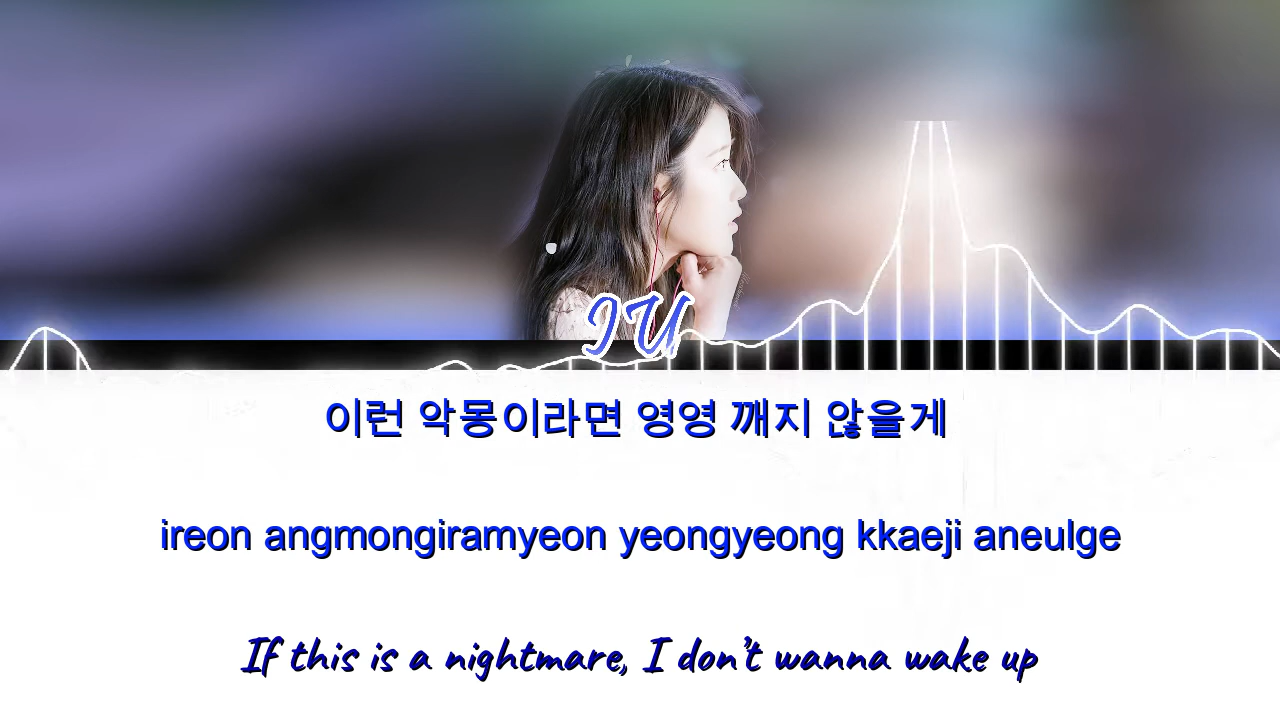 IU
이런 악몽이라면 영영 깨지 않을게
ireon angmongiramyeon yeongyeong kkaeji aneulge
If this is a nightmare, I don't wanna wake up